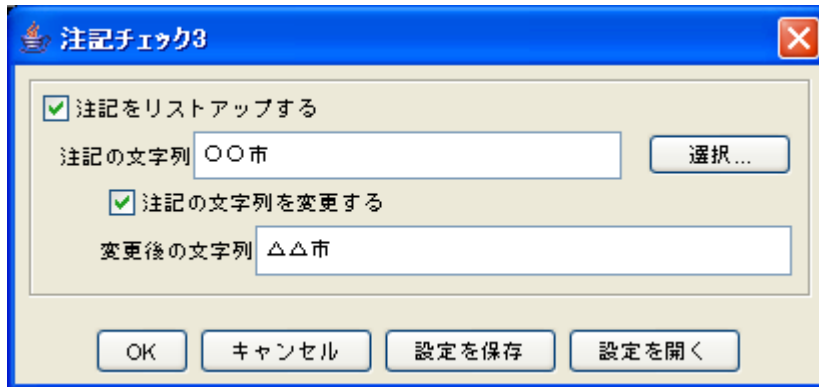 注記チェック3
注記をリストアップする
注記の文字列 〇〇市 選択...
注記の文字列を変更する
変更後の文字列 △△市
OK キャンセル 設定を保存 設定を開く